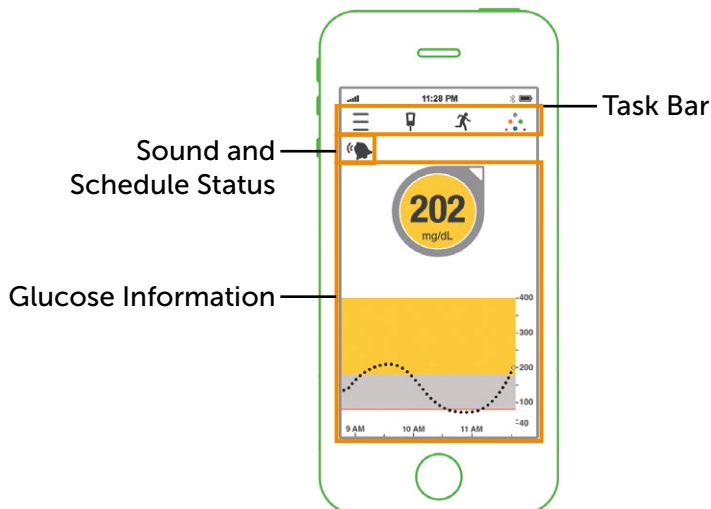 11:28 PM
Task Bar
Sound and
Schedule Status
202
mg/dL
Glucose Information
400
300
200
100
40
9 AM 10 AM 11 AM